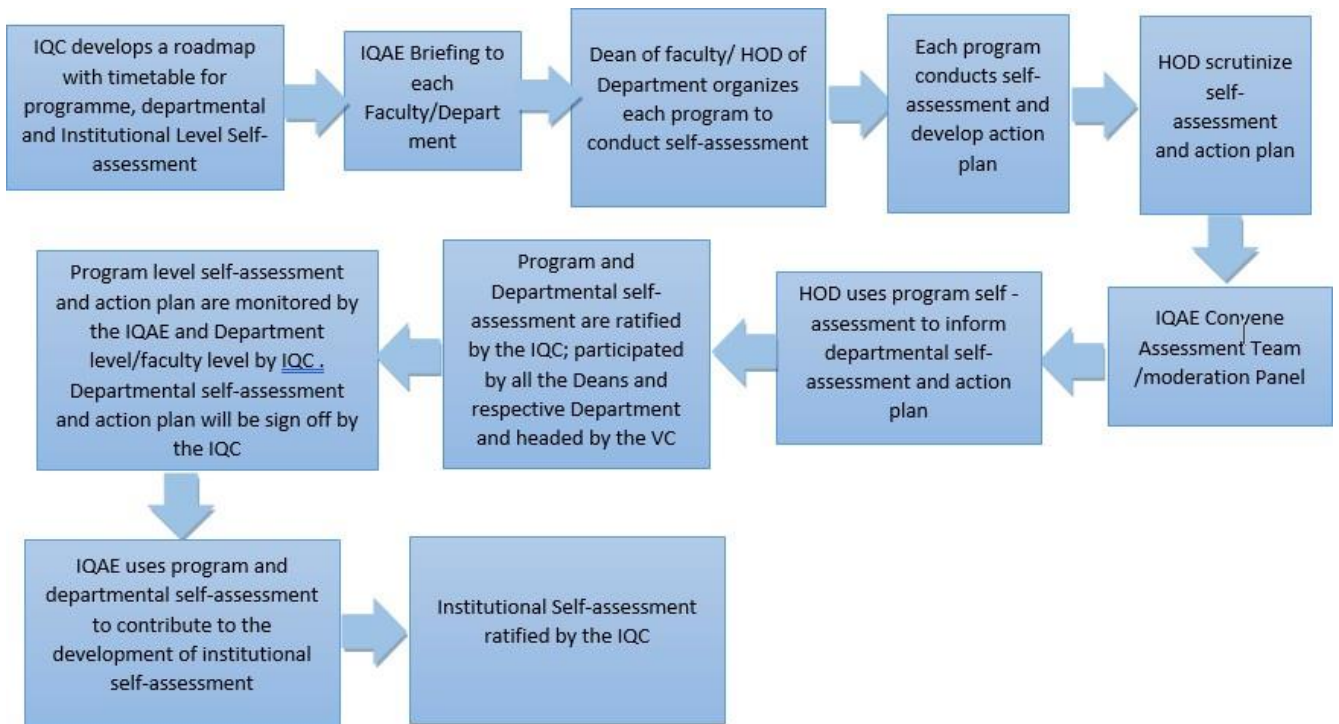 IQC develops a roadmap
with timetable for
programme, departmental
and Institutional Level Self-
assessment
IQAE Briefing to
each
Faculty/Depart
ment
Dean of faculty/ HOD of
Department organizes
each program to
conduct self-assessment
Each program
conducts self-
assessment and
develop action
plan
HOD scrutinize
self-
assessment
and action plan
IQAE Convene
Assessment Team
/moderation Panel
HOD uses program self -
assessment to inform
departmental self-
assessment and action
plan
Program and
Departmental self-
assessment are ratified
by the IQC; participated
by all the Deans and
respective Department
and headed by the VC
Program level self-assessment
and action plan are monitored by
the IQAE and Department
level/faculty level by IQC .
Departmental self-assessment
and action plan will be sign off by
the IQC
IQAE uses program and
departmental self-assessment
to contribute to the
development of institutional
self-assessment
Institutional Self-assessment
ratified by the IQC